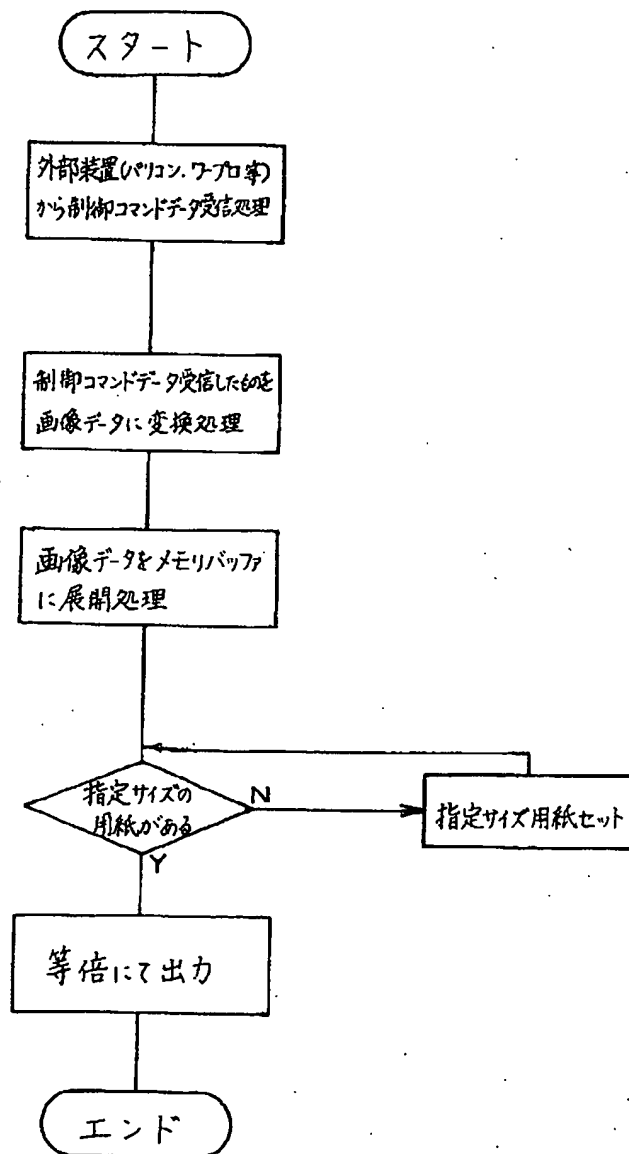 スタート
外部装置(パソコン、ワープロ等)
から制御コマンドデータ受信処理
制御コマンドデータ受信したものを
画像データに変換処理
画像データをメモリバッファ
に展開処理
指定サイズの
用紙がある
N
指定サイズ用紙セット
Y
等倍にて出力
エンド